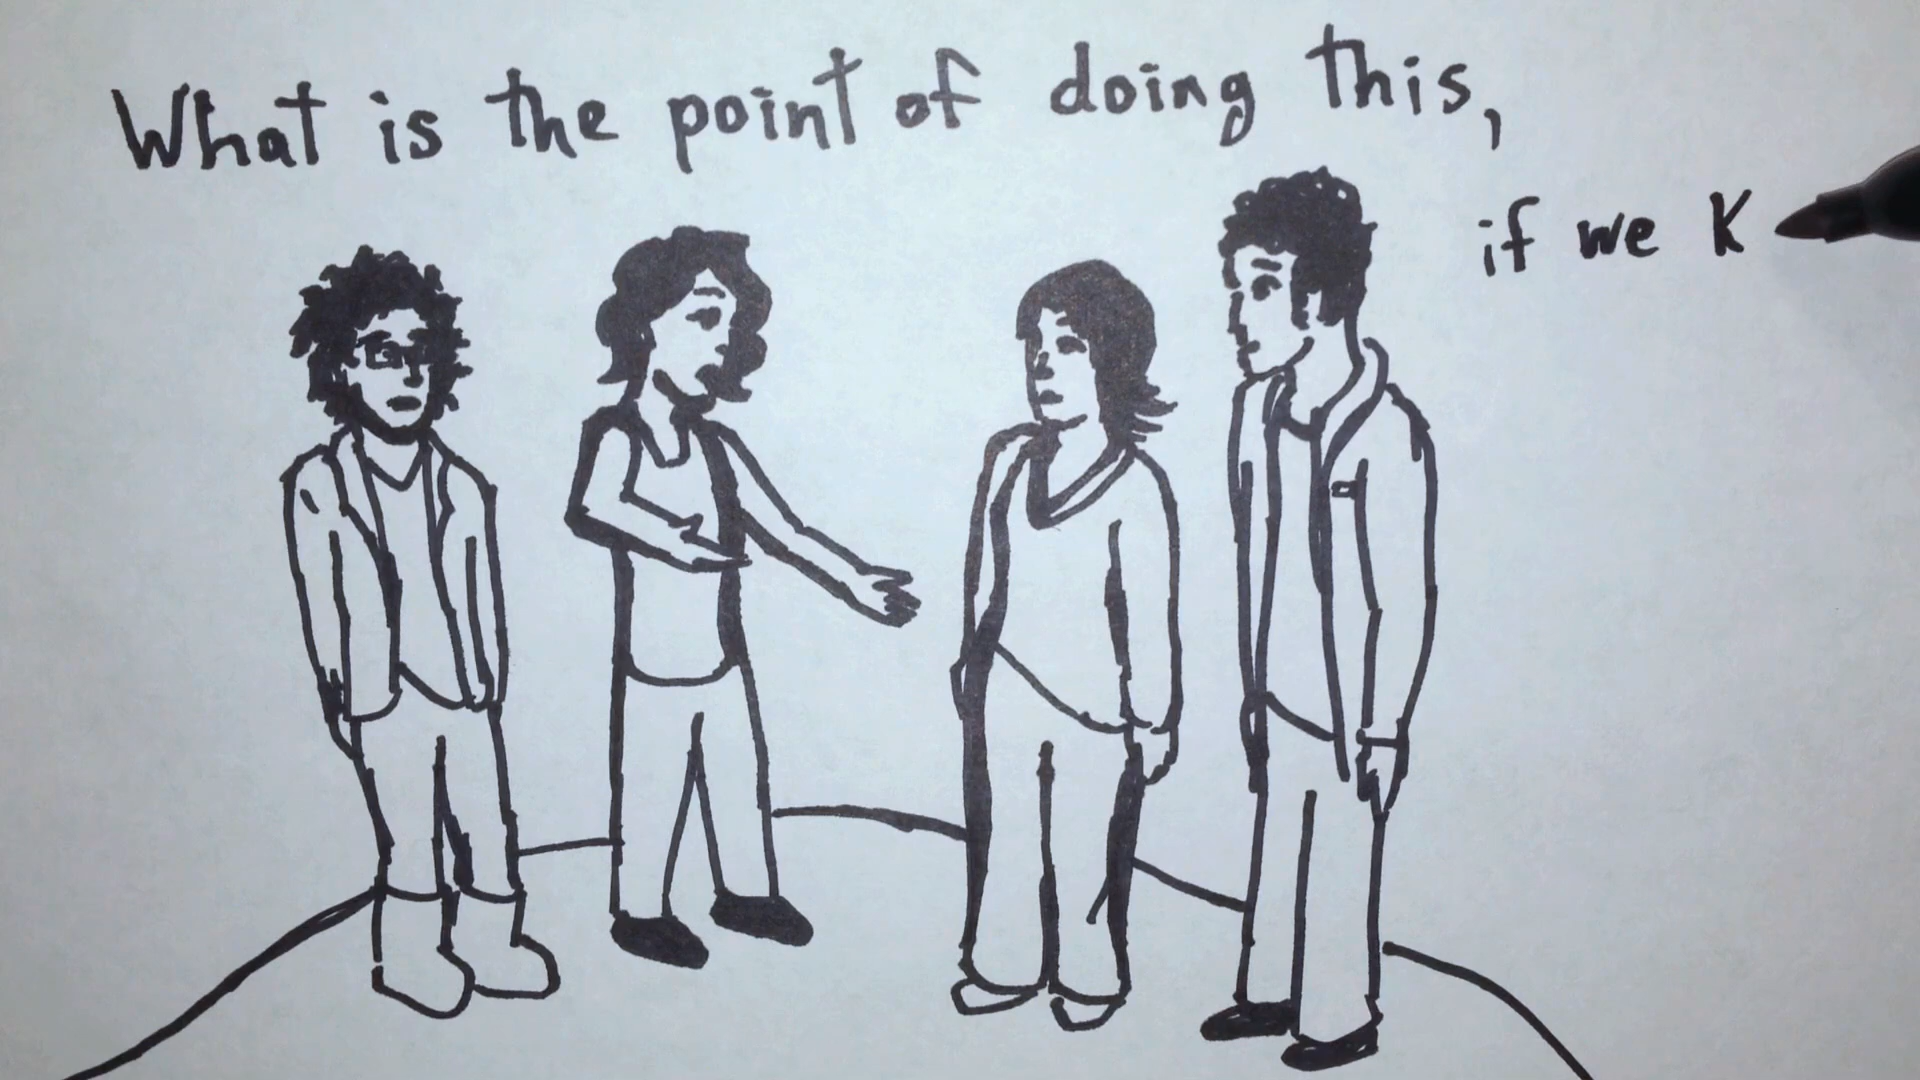 What is the point of doing this,
if we K